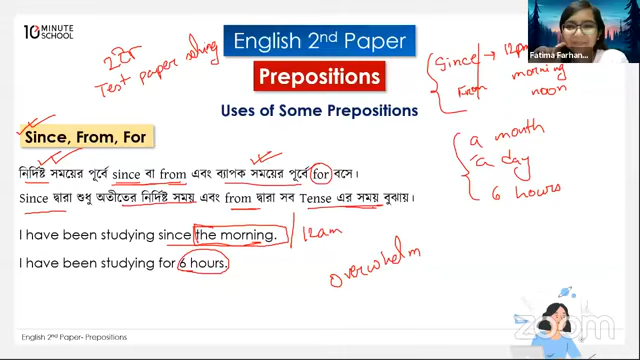 10 MINUTE SCHOOL
English 2nd Paper
Prepositions
Uses of Some Prepositions
Test paper solving
Since → 12pm
From morning
noon
Fatima Farhan...
Since, From, For
নির্দিষ্ট সময়ের পূর্বে since বা from এবং ব্যাপক সময়ের পূর্বে for বসে।
Since দ্বারা শুধু অতীতের নির্দিষ্ট সময় এবং from দ্বারা সব Tense এর সময় বুঝায়।
I have been studying since the morning. / 12am
I have been studying for 6 hours.
a month
a day
6 hours
overwhelm
English 2nd Paper- Prepositions
zoom